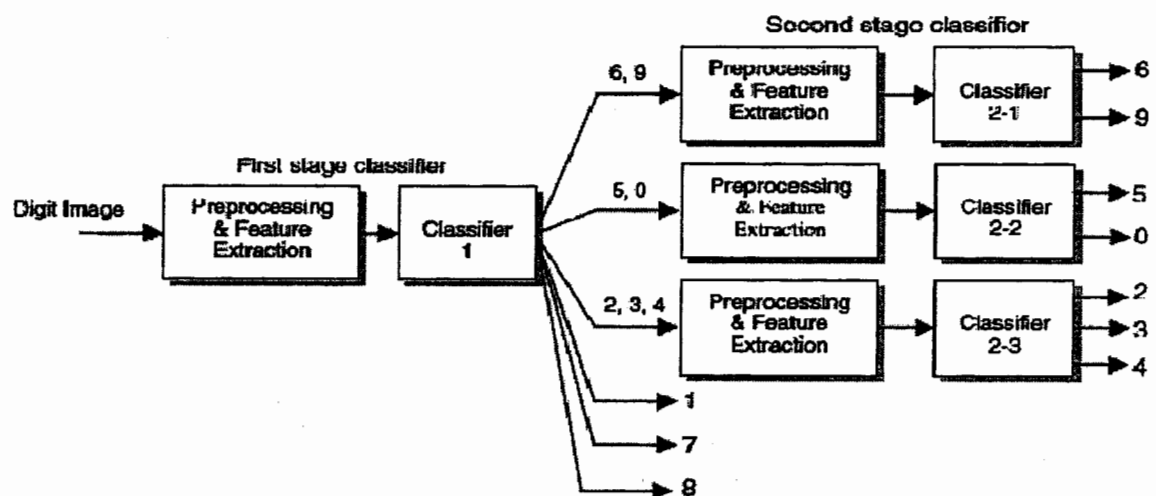 Second stage classifier
6, 9
Preprocessing
& Feature
Extraction
Classifier
2-1
6
9
First stage classifier
Digit Image
Preprocessing
& Feature
Extraction
Classifier
1
5, 0
Preprocessing
& Feature
Extraction
Classifier
2-2
5
0
2, 3, 4
Preprocessing
& Feature
Extraction
Classifier
2-3
2
3
4
1
7
8